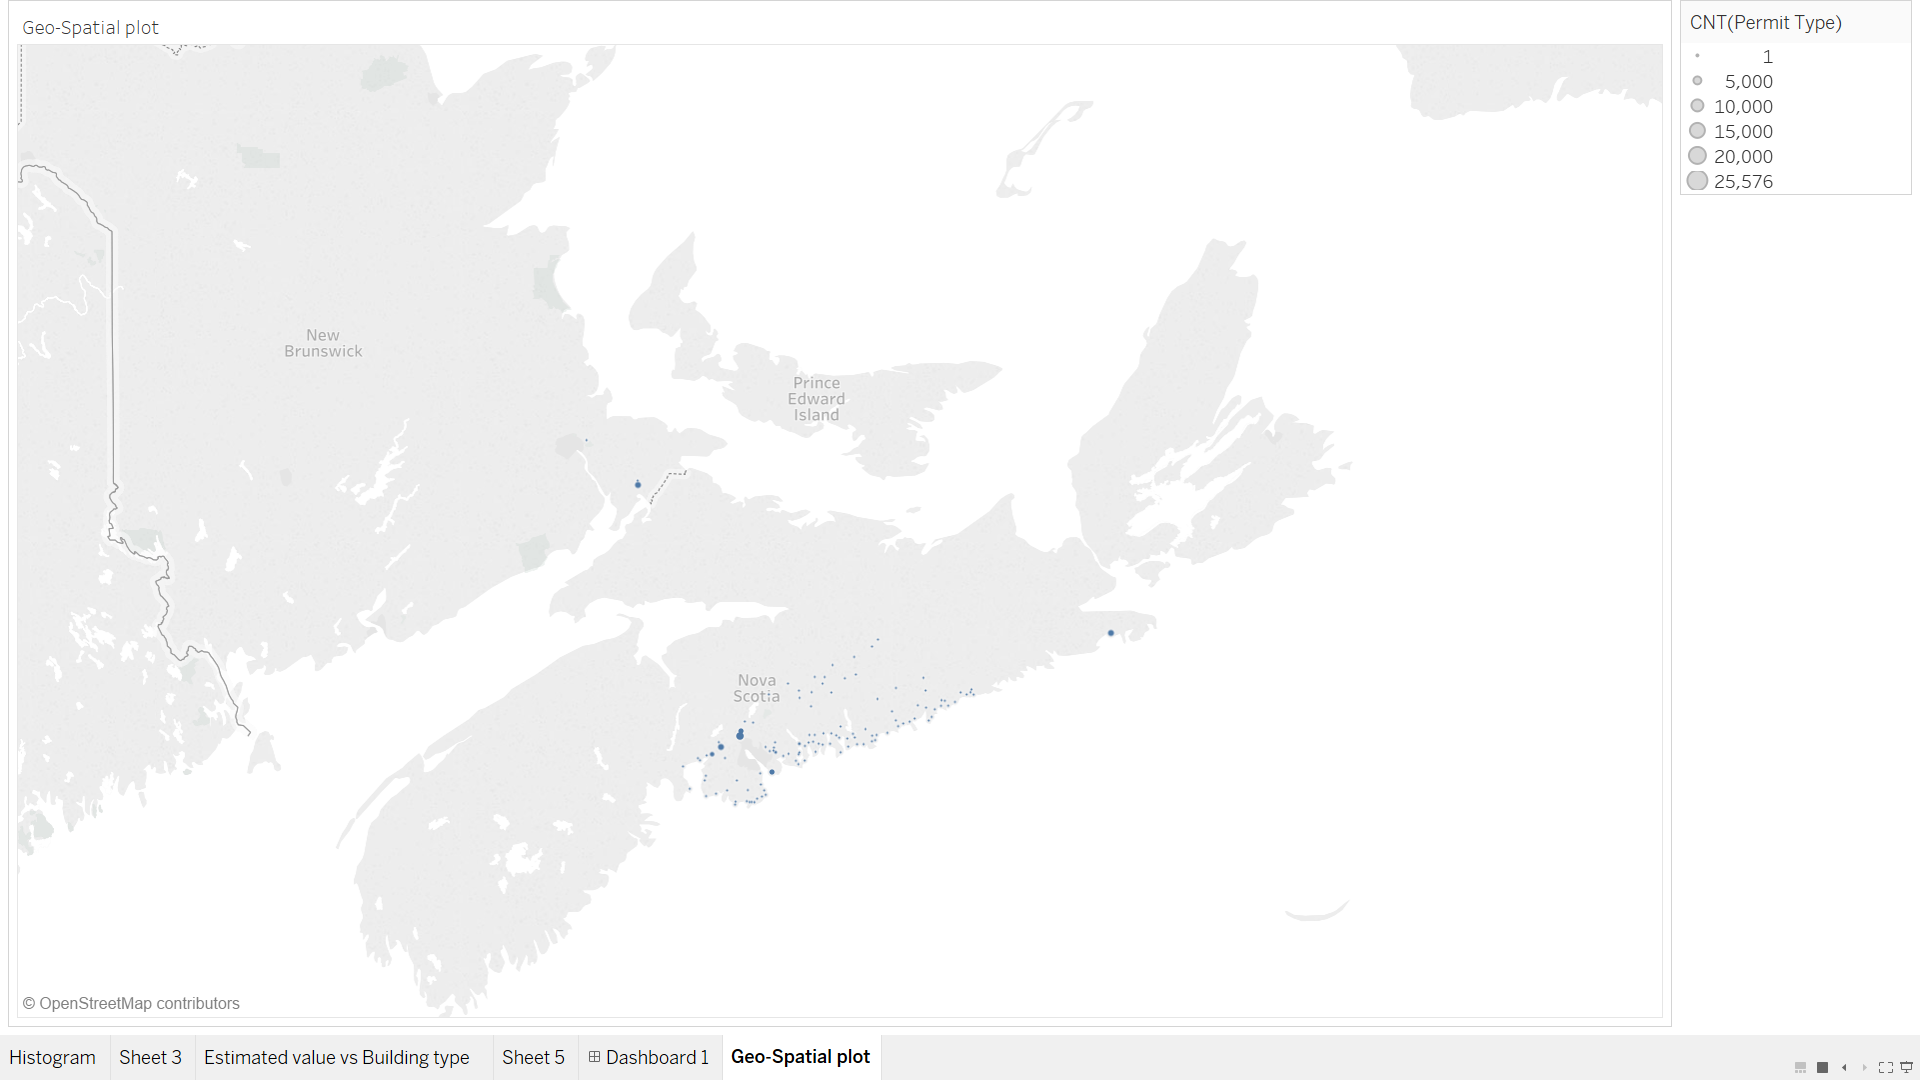 Geo-Spatial plot
CNT(Permit Type)
1
5,000
10,000
15,000
20,000
25,576
New
Brunswick
Prince
Edward
Island
Nova
Scotia
© OpenStreetMap contributors
Histogram
Sheet 3
Estimated value vs Building type
Sheet 5
Dashboard 1
Geo-Spatial plot